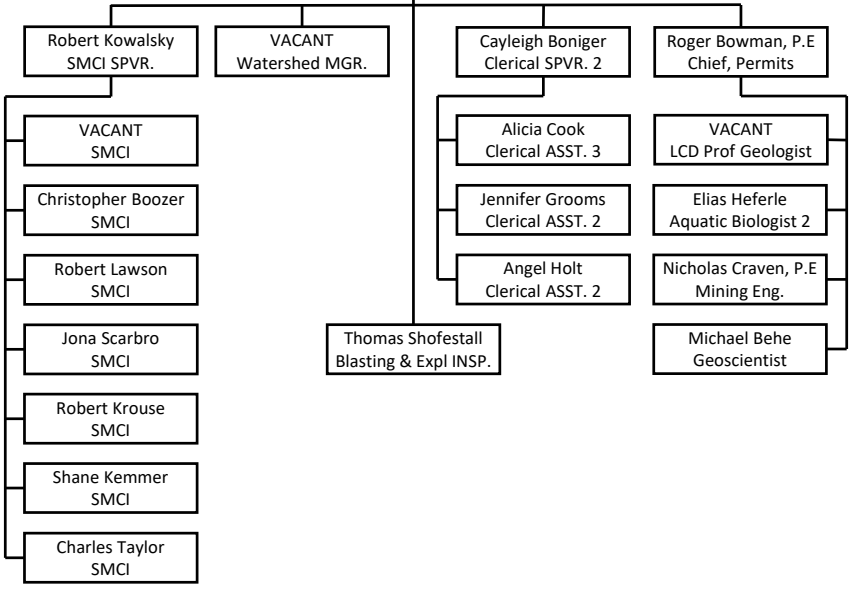 Robert Kowalsky
SMCI SPVR.
VACANT
Watershed MGR.
Cayleigh Boniger
Clerical SPVR. 2
Roger Bowman, P.E
Chief, Permits
VACANT
SMCI
Christopher Boozer
SMCI
Robert Lawson
SMCI
Jona Scarbro
SMCI
Robert Krouse
SMCI
Shane Kemmer
SMCI
Charles Taylor
SMCI
Thomas Shofestall
Blasting & Expl INSP.
Alicia Cook
Clerical ASST. 3
Jennifer Grooms
Clerical ASST. 2
Angel Holt
Clerical ASST. 2
VACANT
LCD Prof Geologist
Elias Heferle
Aquatic Biologist 2
Nicholas Craven, P.E
Mining Eng.
Michael Behe
Geoscientist